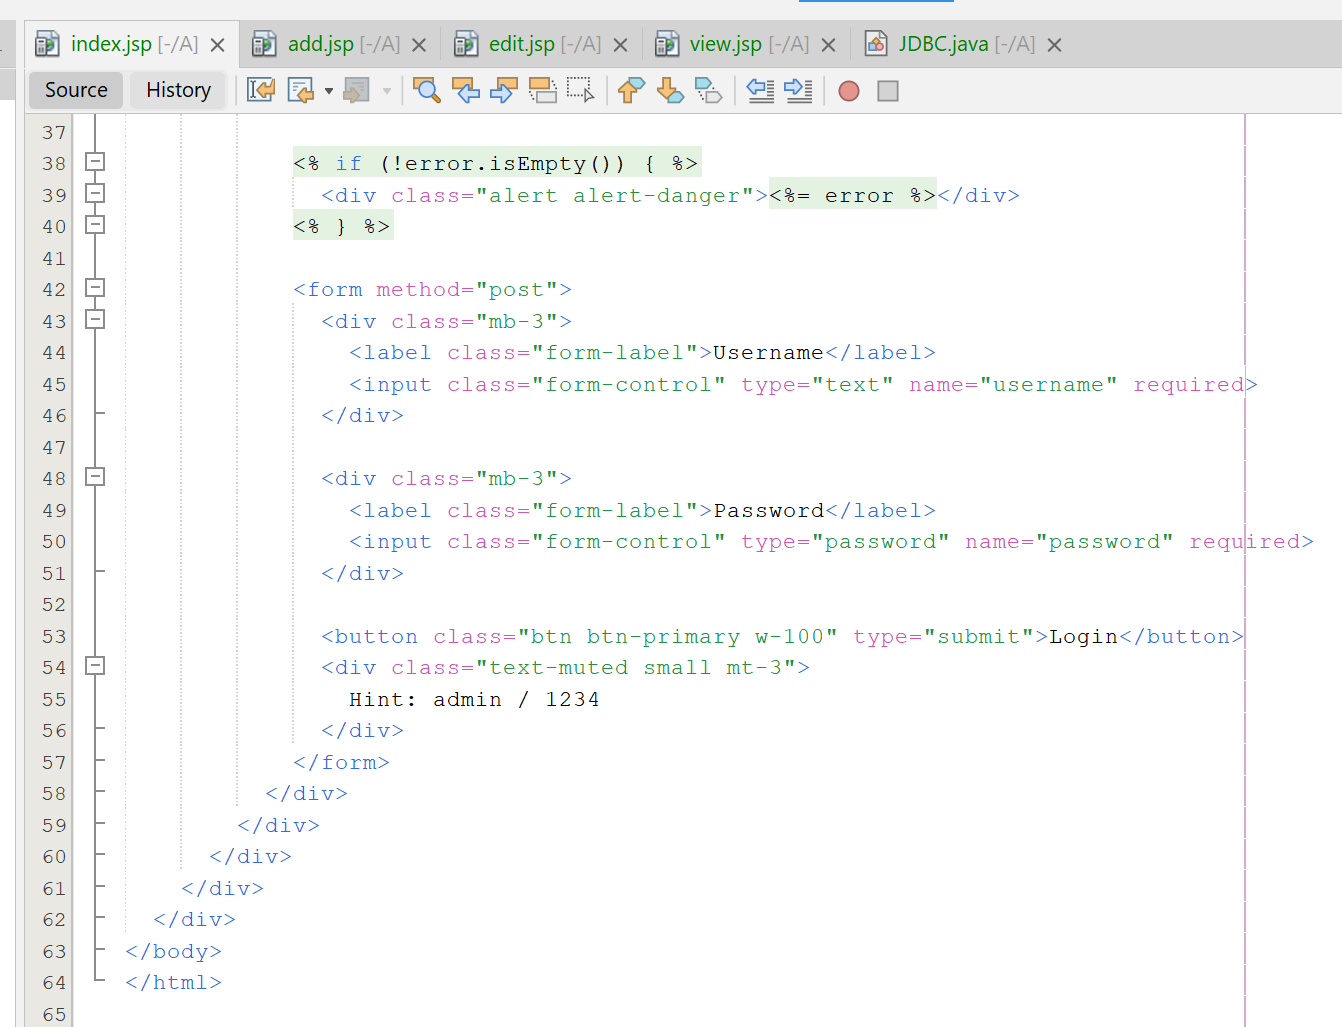 index.jsp [-/A] add.jsp [-/A] edit.jsp [-/A] view.jsp [-/A] JDBC.java [-/A]
Source History
37
38 <% if (!error.isEmpty()) { %>
39 <div class="alert alert-danger"><%= error %></div>
40 <% } %>
41
42 <form method="post">
43 <div class="mb-3">
44 <label class="form-label">Username</label>
45 <input class="form-control" type="text" name="username" required>
46 </div>
47
48 <div class="mb-3">
49 <label class="form-label">Password</label>
50 <input class="form-control" type="password" name="password" required>
51 </div>
52
53 <button class="btn btn-primary w-100" type="submit">Login</button>
54 <div class="text-muted small mt-3">
55 Hint: admin / 1234
56 </div>
57 </form>
58 </div>
59 </div>
60 </div>
61 </div>
62 </div>
63 </body>
64 </html>
65